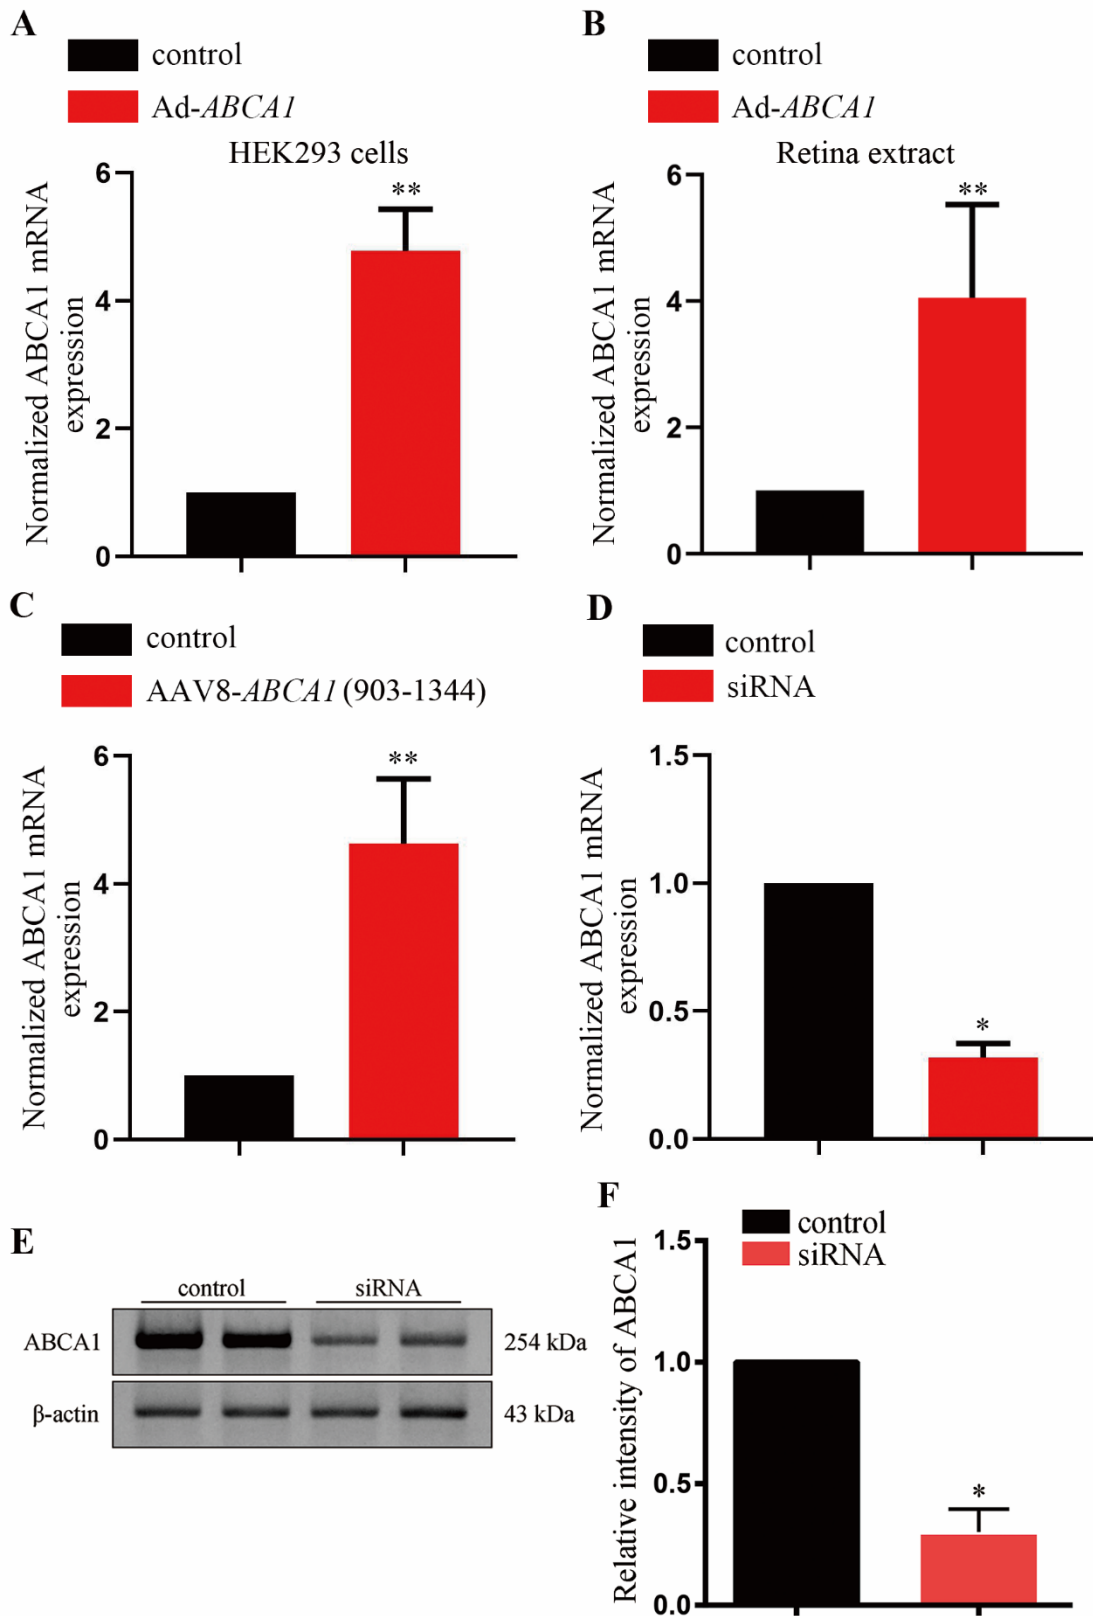 A
control
Ad-ABCA1
HEK293 cells
Normalized ABCA1 mRNA
expression
6
4
2
0
**
B
control
Ad-ABCA1
Retina extract
Normalized ABCA1 mRNA
expression
6
4
2
0
**
C
control
AAV8-ABCA1 (903-1344)
Normalized ABCA1 mRNA
expression
6
4
2
0
**
D
control
siRNA
Normalized ABCA1 mRNA
expression
1.5
1.0
0.5
0.0
*
E
control siRNA
ABCA1 254 kDa
β-actin 43 kDa
F
control
siRNA
Relative intensity of ABCA1
1.5
1.0
0.5
0.0
*